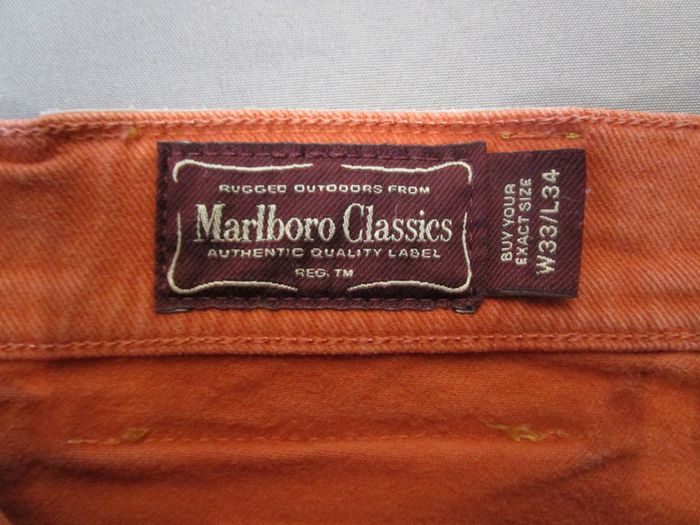 RUGGED OUTDOORS FROM
Marlboro Classics
AUTHENTIC QUALITY LABEL
REG. TM
BUY YOUR
EXACT SIZE
W33/L34